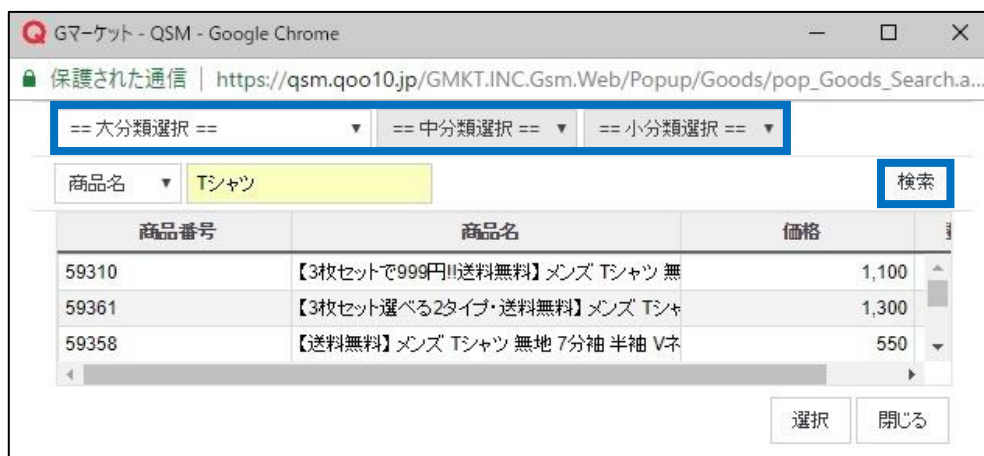 Gマーケット - QSM - Google Chrome
保護された通信 | https://qsm.qoo10.jp/GMKT.INC.Gsm.Web/Popup/Goods/pop_Goods_Search.a...
== 大分類選択 == == 中分類選択 == == 小分類選択 ==
商品名 Tシャツ 検索
商品番号 商品名 価格
59310 【3枚セットで999円!!送料無料】メンズ Tシャツ 無 1,100
59361 【3枚セット選べる2タイプ・送料無料】メンズ Tシャ 1,300
59358 【送料無料】メンズ Tシャツ 無地 7分袖 半袖 Vネ 550
選択 閉じる